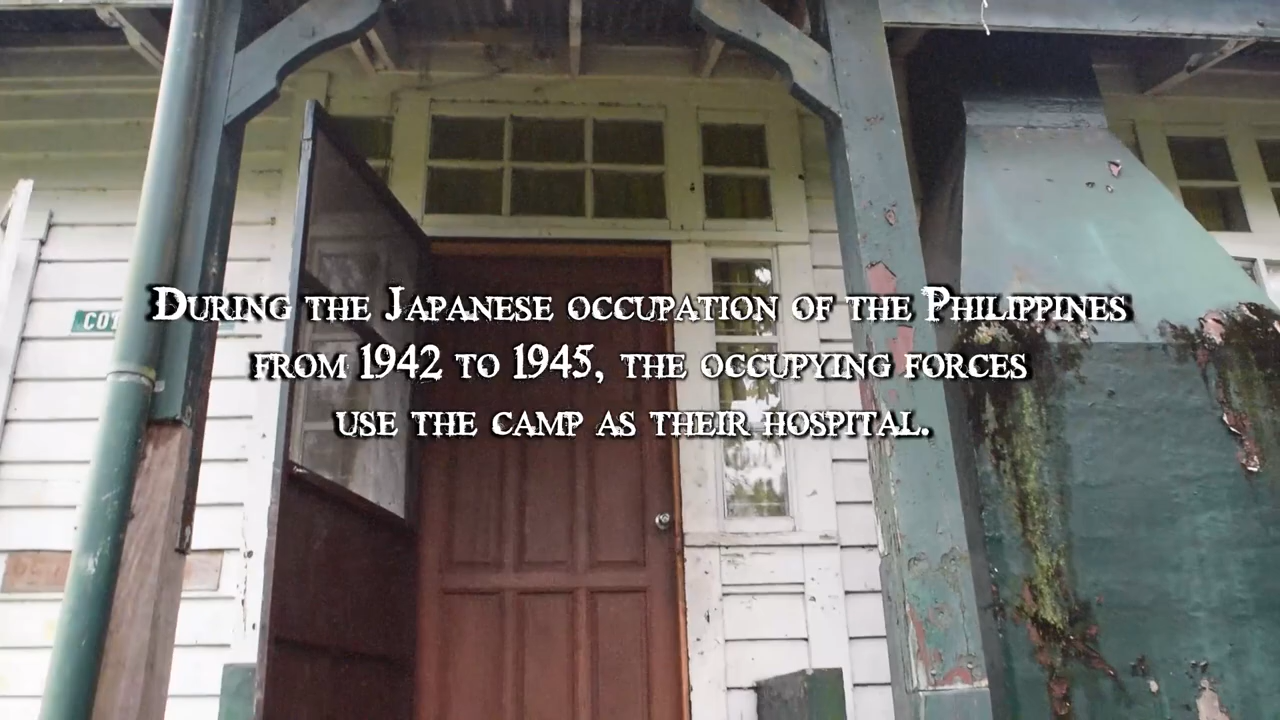 During the Japanese occupation of the Philippines
from 1942 to 1945, the occupying forces
use the camp as their hospital.